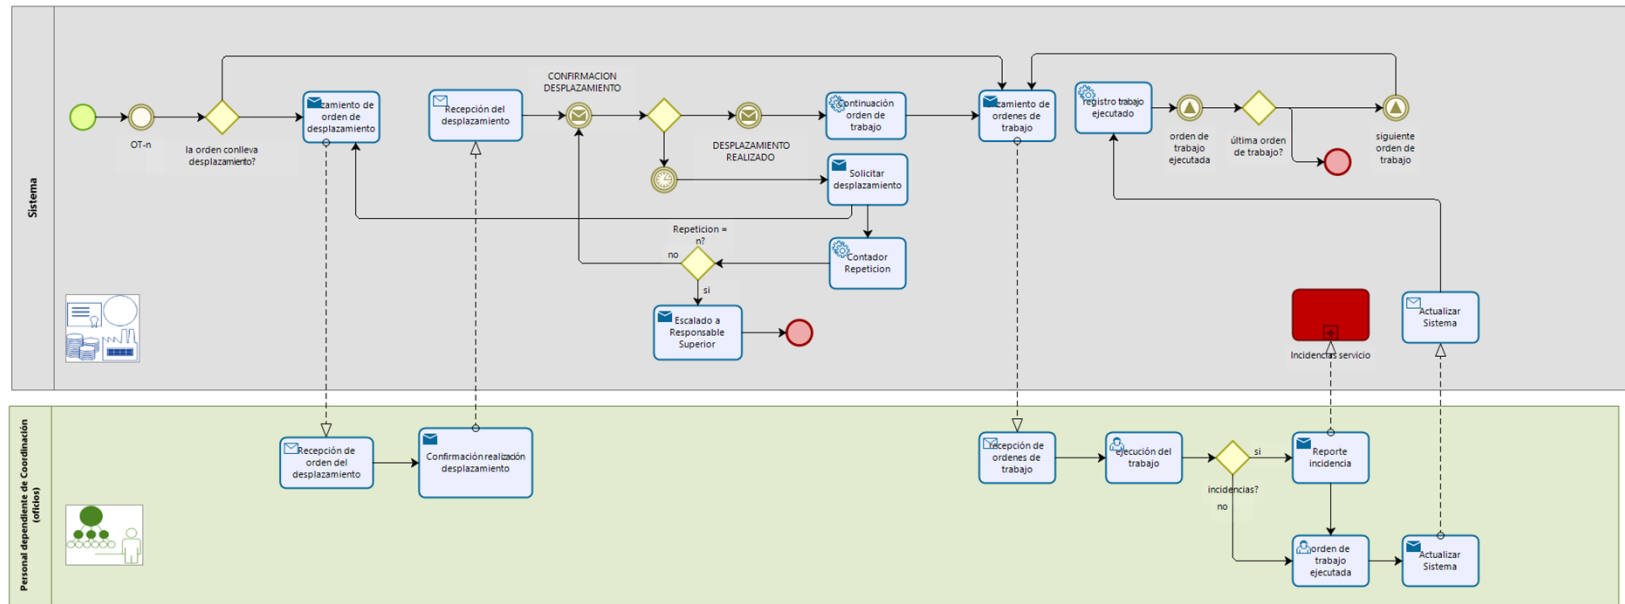 Sistema
OT-n
la orden conlleva
desplazamiento?
zamiento de
orden de
desplazamiento
Recepción del
desplazamiento
CONFIRMACION
DESPLAZAMIENTO
DESPLAZAMIENTO
REALIZADO
Continuación
orden de
trabajo
Solicitar
desplazamiento
Contador
Repeticion
Repeticion =
n?
no
si
Escalado a
Responsable
Superior
zamiento de
ordenes de
trabajo
registro trabajo
ejecutado
orden de
trabajo
ejecutada
última orden
de trabajo?
siguiente
orden de
trabajo
Incidencias servicio
Actualizar
Sistema
Personal dependiente de Coordinación
(oficios)
Recepción de
orden del
desplazamiento
Confirmación realización
desplazamiento
recepción de
ordenes de
trabajo
ejecución del
trabajo
incidencias?
si
no
Reporte
incidencia
orden de
trabajo
ejecutada
Actualizar
Sistema